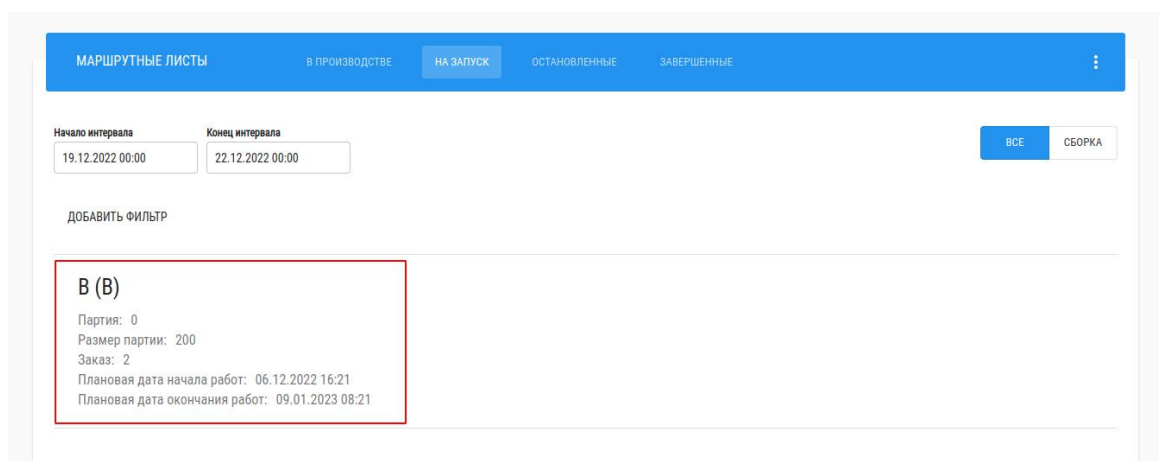 МАРШРУТНЫЕ ЛИСТЫ В ПРОИЗВОДСТВЕ НА ЗАПУСК ОСТАНОВЛЕННЫЕ ЗАВЕРШЕННЫЕ
Начало интервала Конец интервала
19.12.2022 00:00 22.12.2022 00:00 ВСЕ СБОРКА
ДОБАВИТЬ ФИЛЬТР
В (В)
Партия: 0
Размер партии: 200
Заказ: 2
Плановая дата начала работ: 06.12.2022 16:21
Плановая дата окончания работ: 09.01.2023 08:21